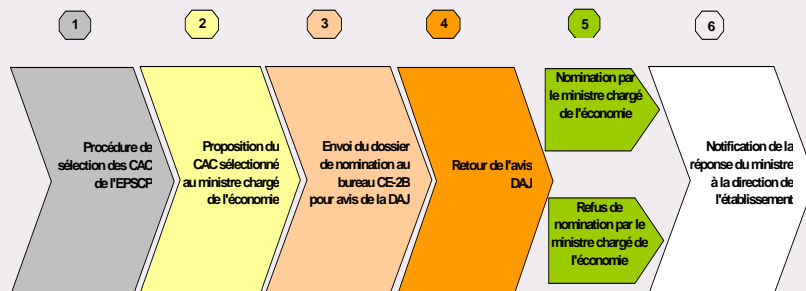 1
2
3
4
5
6
Procédure de
sélection des CAC
de l'EPSCP
Proposition du
CAC sélectionné
au ministre chargé
de l'économie
Envoi du dossier
de nomination au
bureau CE-2B
pour avis de la DAJ
Retour de l'avis
DAJ
Nomination par
le ministre chargé
de l'économie
Refus de
nomination par le
ministre chargé de
l'économie
Notification de la
réponse du ministre
à la direction de
l'établissement